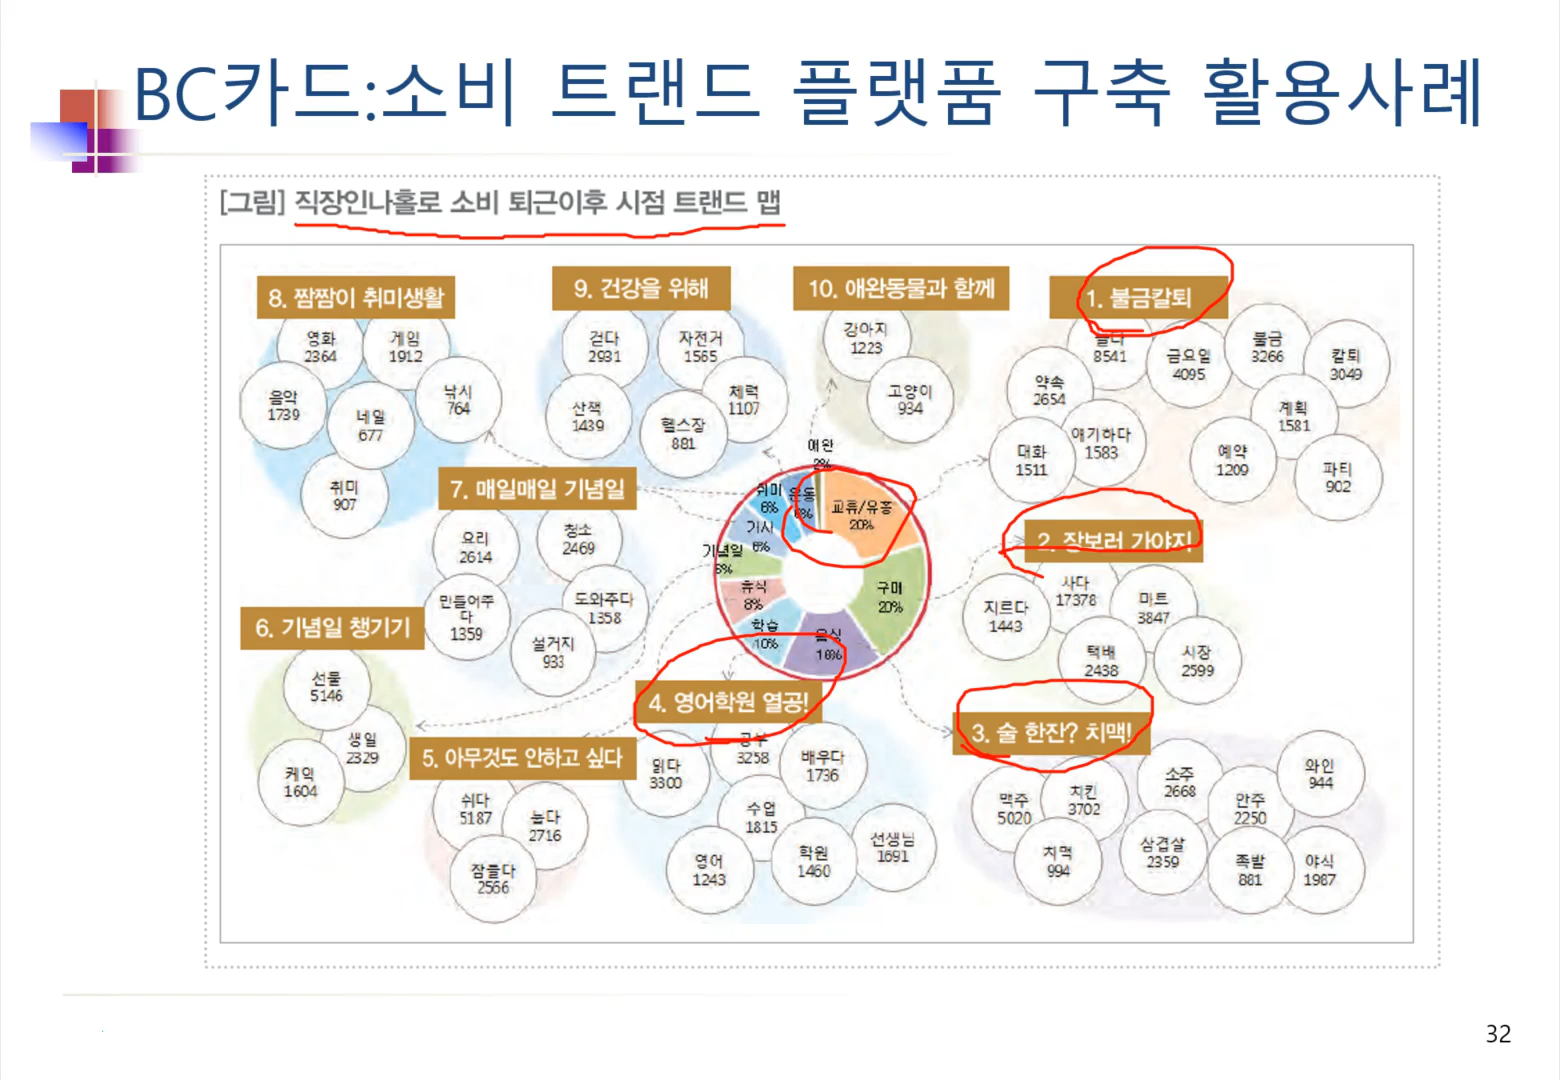 BC카드:소비 트랜드 플랫폼 구축 활용사례
[그림] 직장인나홀로 소비 퇴근이후 시점 트랜드 맵
8. 짬짬이 취미생활
영화
2364
게임
1912
음악
1739
네일
677
낚시
764
취미
907
9. 건강을 위해
걷다
2931
자전거
1565
산책
1439
헬스장
881
체력
1107
10. 애완동물과 함께
강아지
1223
고양이
934
1. 불금칼퇴
8541
금요일
4095
불금
3266
칼퇴
3049
약속
2654
얘기하다
1583
대화
1511
계획
1581
예약
1209
파티
902
7. 매일매일 기념일
요리
2614
청소
2469
만들어주
다
1359
도와주다
1358
설거지
933
애완
2%
취미
6%
운동
6%
교류/유흥
20%
가사
6%
기념일
6%
휴식
8%
학습
10%
음식
16%
구매
20%
2. 장보러 가야지
사다
17378
마트
3847
지르다
1443
택배
2438
시장
2599
6. 기념일 챙기기
선물
5146
생일
2329
케익
1604
5. 아무것도 안하고 싶다
쉬다
5187
놀다
2716
잠들다
2566
4. 영어학원 열공!
공부
3258
읽다
3300
배우다
1736
수업
1815
영어
1243
학원
1460
선생님
1691
3. 술 한잔? 치맥!
맥주
5020
치킨
3702
소주
2668
안주
2250
와인
944
치맥
994
삼겹살
2359
족발
881
야식
1987
32